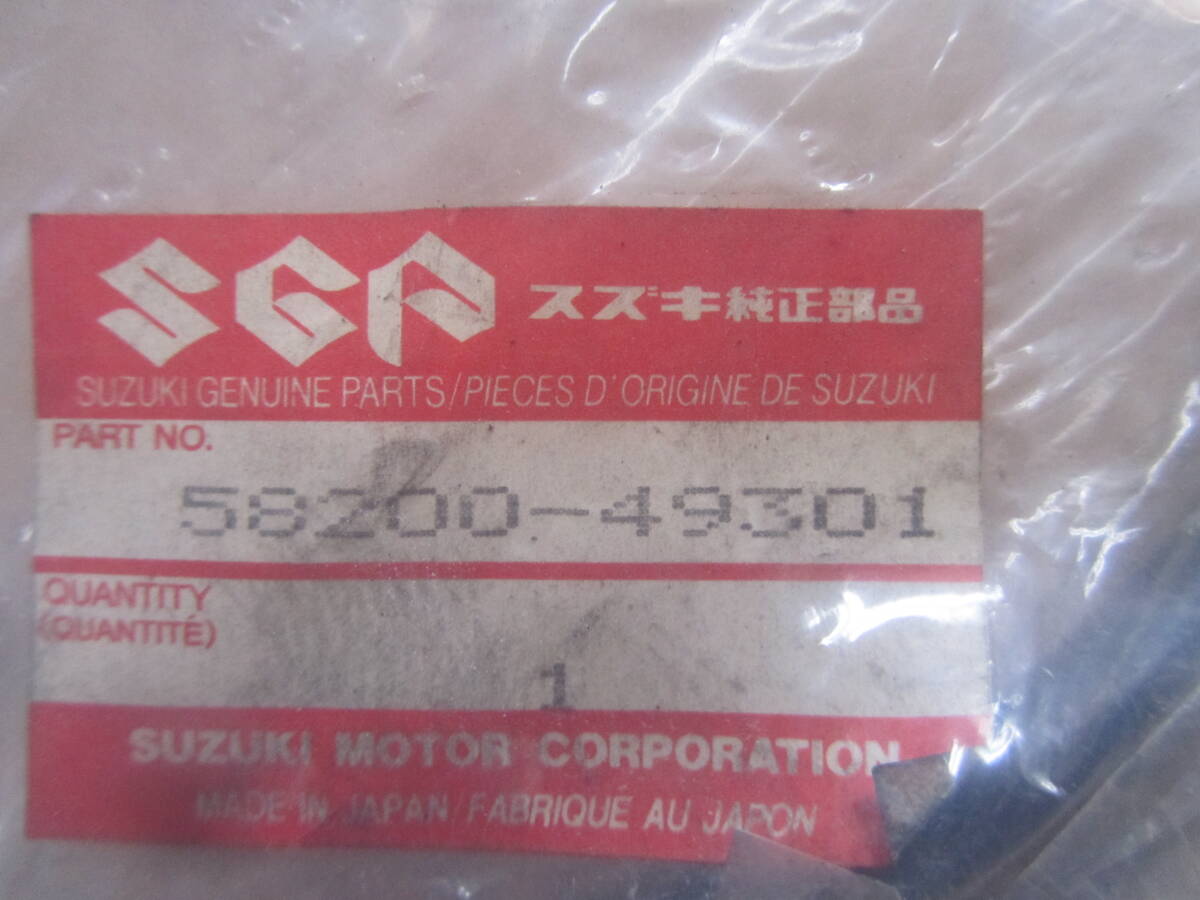 SGP スズキ純正部品
SUZUKI GENUINE PARTS/PIECES D'ORIGINE DE SUZUKI
PART NO.
58200-49301
QUANTITY
(QUANTITÉ)
1
SUZUKI MOTOR CORPORATION
MADE IN JAPAN/FABRIQUÉ AU JAPON